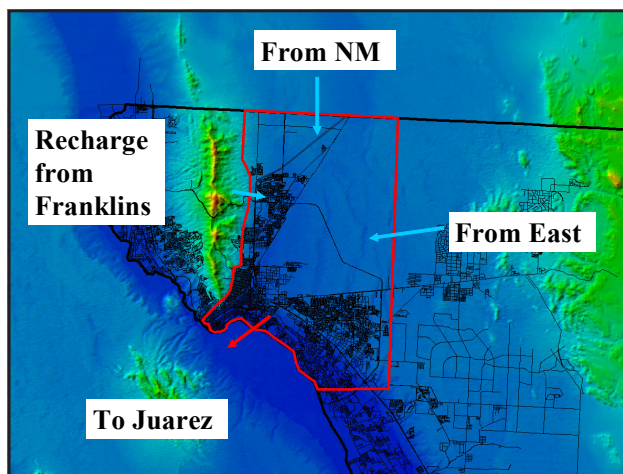 From NM
Recharge
from
Franklins
From East
To Juarez